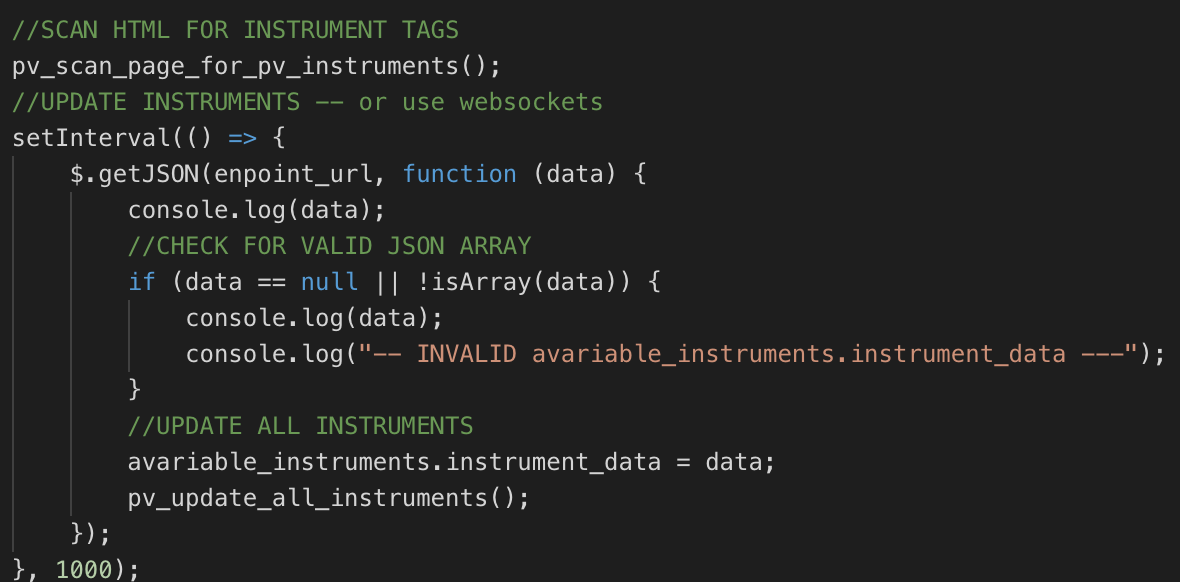 //SCAN HTML FOR INSTRUMENT TAGS
pv_scan_page_for_pv_instruments();
//UPDATE INSTRUMENTS -- or use websockets
setInterval(() => {
    $.getJSON(enpoint_url, function (data) {
        console.log(data);
        //CHECK FOR VALID JSON ARRAY
        if (data == null || !isArray(data)) {
            console.log(data);
            console.log("-- INVALID avariable_instruments.instrument_data ---");
        }
        //UPDATE ALL INSTRUMENTS
        avariable_instruments.instrument_data = data;
        pv_update_all_instruments();
    });
}, 1000);